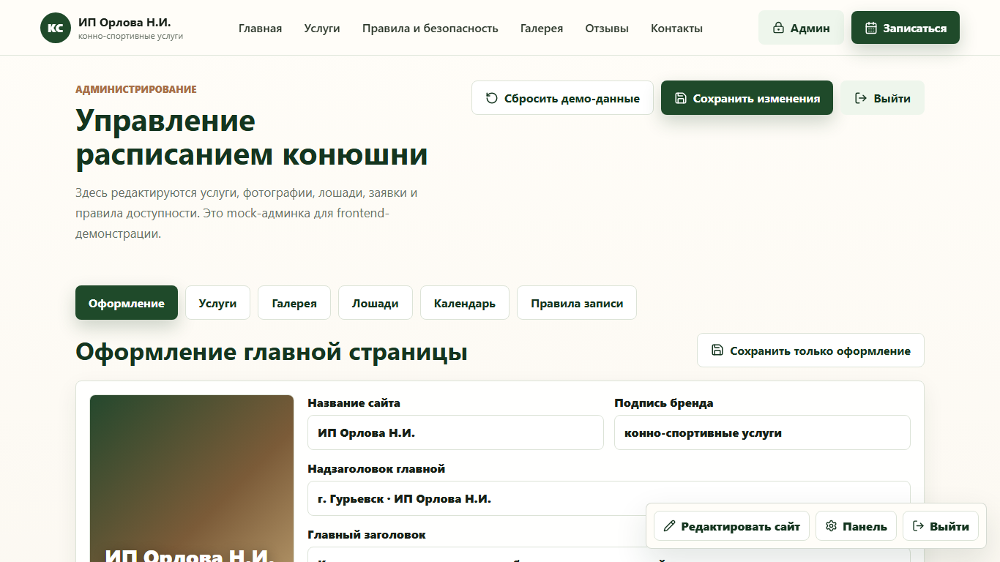 КС
ИП Орлова Н.И.
конно-спортивные услуги
Главная
Услуги
Правила и безопасность
Галерея
Отзывы
Контакты
Админ
Записаться
АДМИНИСТРИРОВАНИЕ
Управление
расписанием конюшни
Здесь редактируются услуги, фотографии, лошади, заявки и
правила доступности. Это mock-админка для frontend-
демонстрации.
Сбросить демо-данные
Сохранить изменения
Выйти
Оформление
Услуги
Галерея
Лошади
Календарь
Правила записи
Оформление главной страницы
Сохранить только оформление
ИП Орлова Н.И.
Название сайта
ИП Орлова Н.И.
Подпись бренда
конно-спортивные услуги
Надзаголовок главной
г. Гурьевск · ИП Орлова Н.И.
Главный заголовок
Редактировать сайт
Панель
Выйти